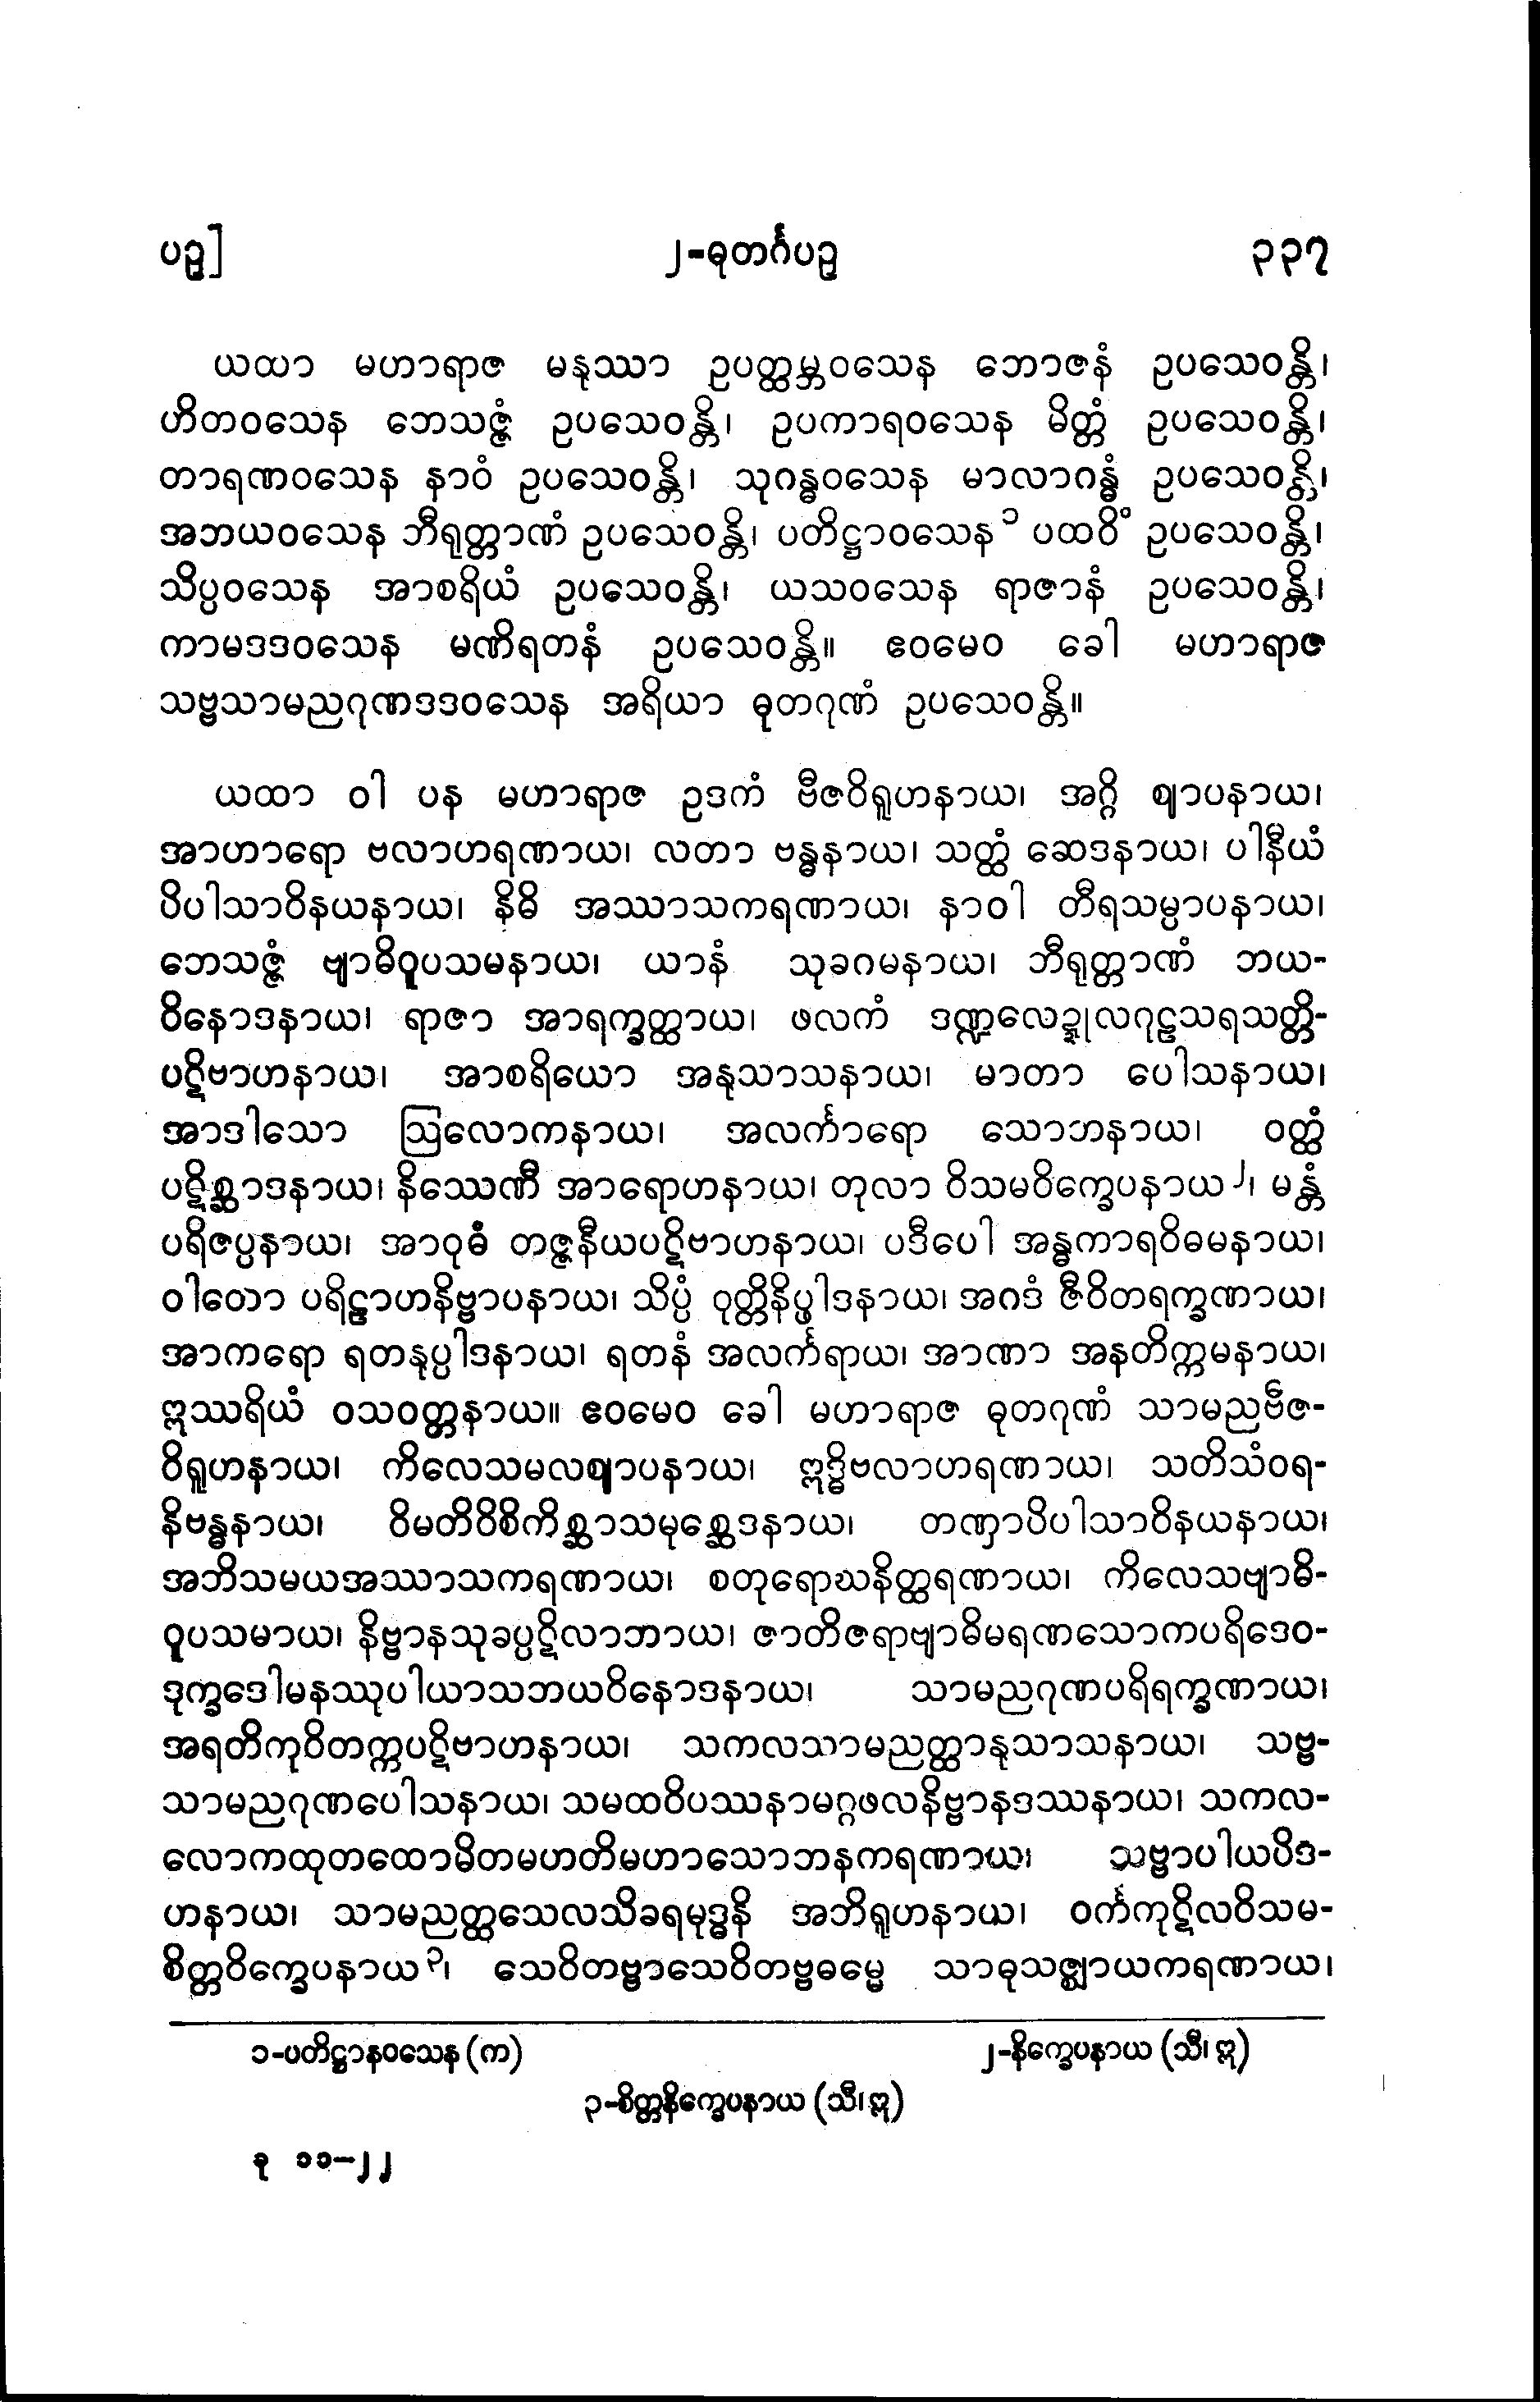 ပဉှ]	၂-ဓုတင်္ဂပဉှ	၃၃၇
ယထာ မဟာရာဇ မနုဿာ ဥပတ္ထမ္ဘဝသေန ဘောဇနံ ဥပသေဝန္တိ၊
ဟိတဝသေန ဘေသဇ္ဇံ ဥပသေဝန္တိ၊ ဥပကာရဝသေန မိတ္တံ ဥပသေဝန္တိ၊
တာရဏဝသေန နာဝံ ဥပသေဝန္တိ၊ သုဂန္ဓဝသေန မာလာဂန္ဓံ ဥပသေဝန္တိ၊
အဘယဝသေန ဘီရုတ္တာဏံ ဥပသေဝန္တိ၊ ပတိဋ္ဌာဝသေန ၁ ပထဝိံ ဥပသေဝန္တိ၊
သိပ္ပဝသေန အာစရိယံ ဥပသေဝန္တိ၊ ယသဝသေန ရာဇာနံ ဥပသေဝန္တိ၊
ကာမဒဒဝသေန မဏိရတနံ ဥပသေဝန္တိ။ ဧဝမေဝ ခေါ မဟာရာဇ
သဗ္ဗသာမညဂုဏဒဒဝသေန အရိယာ ဓုတဂုဏံ ဥပသေဝန္တိ။
ယထာ ဝါ ပန မဟာရာဇ ဥဒကံ ဗီဇဝိရူဟနာယ၊ အဂ္ဂိ ဈာပနာယ၊
အာဟာရော ဗလာဟရဏာယ၊ လတာ ဗန္ဓနာယ၊ သတ္ထံ ဆေဒနာယ၊ ပါနီယံ
ပိပါသာဝိနယနာယ၊ နိဓိ အဿာသကရဏာယ၊ နာဝါ တီရသမ္ပာပနာယ၊
ဘေသဇ္ဇံ ဗျာဓိဝူပသမနာယ၊ ယာနံ သုခဂမနာယ၊ ဘီရုတ္တာဏံ ဘယ-
ဝိနောဒနာယ၊ ရာဇာ အာရက္ခတ္ထာယ၊ ဖလကံ ဒဏ္ဍလေဍ္ဍုလဂုဠသရသတ္တိ-
ပဋိဗာဟနာယ၊ အာစရိယော အနုသာသနာယ၊ မာတာ ပေါသနာယ၊
အာဒါသော ဩလောကနာယ၊ အလင်္ကာရော သောဘနာယ၊ ဝတ္ထံ
ပဋိစ္ဆာဒနာယ၊ နိဿေဏီ အာရောဟနာယ၊ တုလာ ဝိသမဝိက္ခေပနာယ ၂၊ မန္တံ
ပရိဇပ္ပနာယ၊ အာဝုဓံ တဇ္ဇနီယပဋိဗာဟနာယ၊ ပဒီပေါ အန္ဓကာရဝိဓမနာယ၊
ဝါတော ပရိဠာဟနိဗ္ဗာပနာယ၊ သိပ္ပံ ဝုတ္တိနိပ္ဖါဒနာယ၊ အဂဒံ ဇီဝိတရက္ခဏာယ၊
အာကရော ရတနုပ္ပါဒနာယ၊ ရတနံ အလင်္ကရာယ၊ အာဏာ အနတိက္ကမနာယ၊
ဣဿရိယံ ဝသဝတ္တနာယ။ ဧဝမေဝ ခေါ မဟာရာဇ ဓုတဂုဏံ သာမညဗီဇ-
ဝိရူဟနာယ၊ ကိလေသမလဈာပနာယ၊ ဣဒ္ဓိဗလာဟရဏာယ၊ သတိသံဝရ-
နိဗန္ဓနာယ၊ ဝိမတိဝိစိကိစ္ဆာသမုစ္ဆေဒနာယ၊ တဏှာပိပါသာဝိနယနာယ၊
အဘိသမယအဿာသကရဏာယ၊ စတုရောဃနိတ္ထရဏာယ၊ ကိလေသဗျာဓိ-
ဝူပသမာယ၊ နိဗ္ဗာနသုခပ္ပဋိလာဘာယ၊ ဇာတိဇရာဗျာဓိမရဏသောကပရိဒေဝ-
ဒုက္ခဒေါမနဿုပါယာသဘယဝိနောဒနာယ၊ သာမညဂုဏပရိရက္ခဏာယ၊
အရတိကုဝိတက္ကပဋိဗာဟနာယ၊ သကလသာမညတ္ထာနုသာသနာယ၊ သဗ္ဗ-
သာမညဂုဏပေါသနာယ၊ သမထဝိပဿနာမဂ္ဂဖလနိဗ္ဗာနဒဿနာယ၊ သကလ-
လောကထုတထောမိတမဟတိမဟာသောဘနကရဏာယ၊ သဗ္ဗာပါယပိဒ-
ဟနာယ၊ သာမညတ္ထသေလသိခရမုဒ္ဓနိ အဘိရူဟနာယ၊ ဝင်္ကကုဋိလဝိသမ-
စိတ္တဝိက္ခေပနာယ ၃၊ သေဝိတဗ္ဗာသေဝိတဗ္ဗဓမ္မေ သာဓုသဇ္ဈာယကရဏာယ၊
၁-ပတိဋ္ဌာနဝသေန (က)	၂-နိက္ခေပနာယ (သီ၊ ဣ)
၃-စိတ္တနိက္ခေပနာယ (သီ၊ ဣ)
ခု ၁၁-၂၂